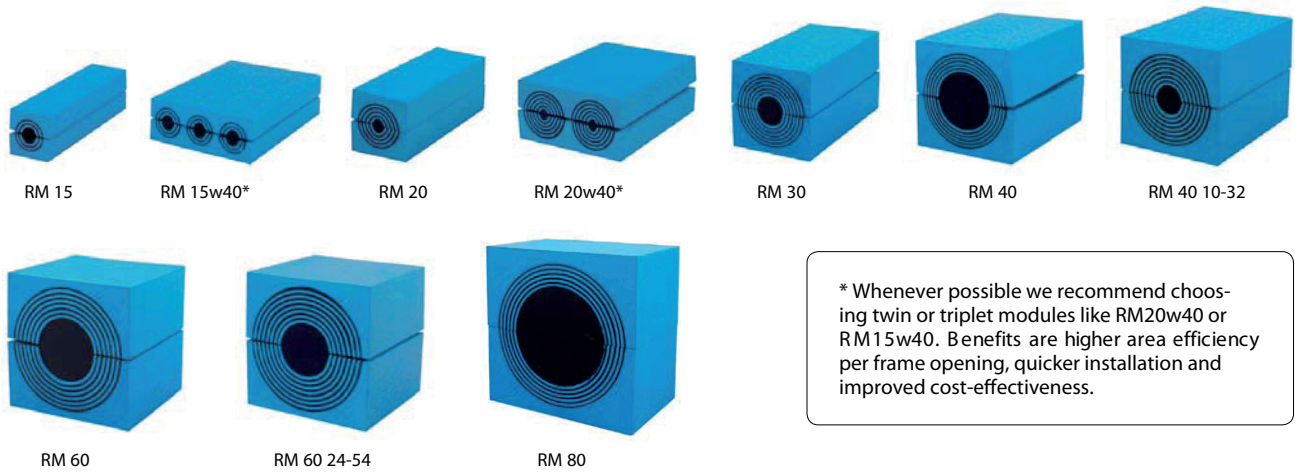 RM 15
RM 15w40*
RM 20
RM 20w40*
RM 30
RM 40
RM 40 10-32
RM 60
RM 60 24-54
RM 80
* Whenever possible we recommend choos-
ing twin or triplet modules like RM20w40 or
RM15w40. Benefits are higher area efficiency
per frame opening, quicker installation and
improved cost-effectiveness.